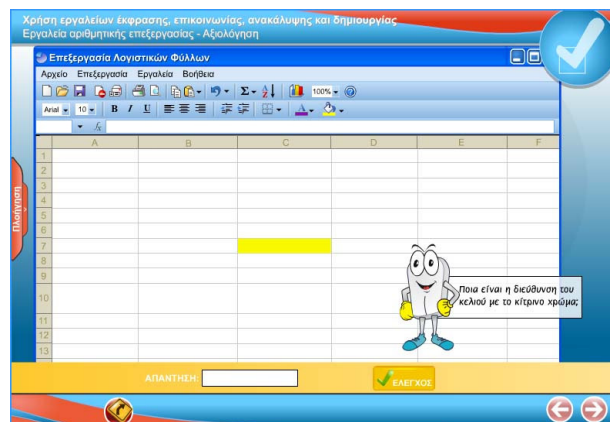 Χρήση εργαλείων έκφρασης, επικοινωνίας, ανακάλυψης και δημιουργίας
Εργαλεία αριθμητικής επεξεργασίας - Αξιολόγηση
Επεξεργασία Λογιστικών Φύλλων
Αρχείο Επεξεργασία Εργαλεία Βοήθεια
100%
Arial 10 B I U A
fx
A B C D E F
1
2
3
4
5
6
7
8
9
10
11
12
13
Πλοήγηση
Ποια είναι η διεύθυνση του
κελιού με το κίτρινο χρώμα;
ΑΠΑΝΤΗΣΗ:
ΕΛΕΓΧΟΣ